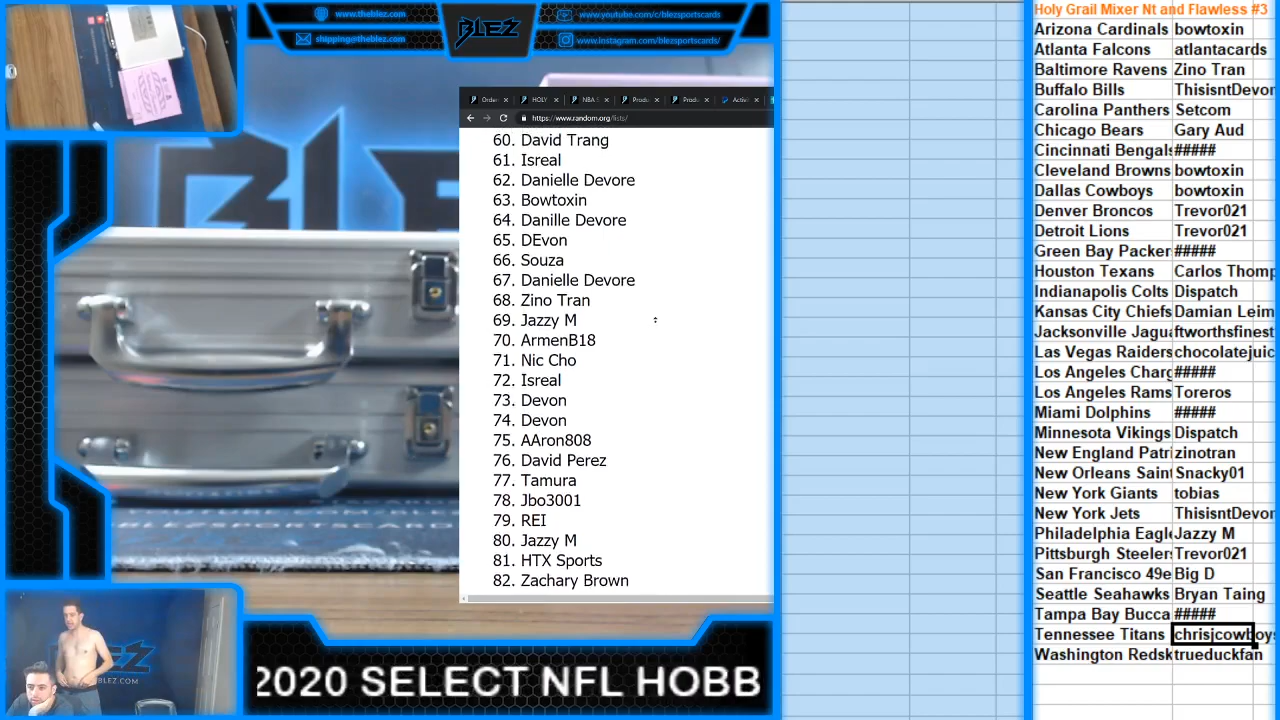 www.theblez.com
shipping@theblez.com
BLEZ
www.youtube.com/c/blezsportscards
www.instagram.com/blezsportscards/
Order
HOLY
NBA S
Produ
Produ
Activi
https://www.random.org/lists/
60. David Trang
61. Isreal
62. Danielle Devore
63. Bowtoxin
64. Danille Devore
65. DEvon
66. Souza
67. Danielle Devore
68. Zino Tran
69. Jazzy M
70. ArmenB18
71. Nic Cho
72. Isreal
73. Devon
74. Devon
75. AAron808
76. David Perez
77. Tamura
78. Jbo3001
79. REI
80. Jazzy M
81. HTX Sports
82. Zachary Brown
2020 SELECT NFL HOBB
Holy Grail Mixer Nt and Flawless #3
Arizona Cardinals bowtoxin
Atlanta Falcons atlantacards
Baltimore Ravens Zino Tran
Buffalo Bills ThisisntDevor
Carolina Panthers Setcom
Chicago Bears Gary Aud
Cincinnati Bengals #####
Cleveland Browns bowtoxin
Dallas Cowboys bowtoxin
Denver Broncos Trevor021
Detroit Lions Trevor021
Green Bay Packer #####
Houston Texans Carlos Thomp
Indianapolis Colts Dispatch
Kansas City Chiefs Damian Leim
Jacksonville Jagua ftworthsfinest
Las Vegas Raiders chocolatejuic
Los Angeles Charg #####
Los Angeles Rams Toreros
Miami Dolphins #####
Minnesota Vikings Dispatch
New England Patri zinotran
New Orleans Saint Snacky01
New York Giants tobias
New York Jets ThisisntDevor
Philadelphia Eagle Jazzy M
Pittsburgh Steelers Trevor021
San Francisco 49e Big D
Seattle Seahawks Bryan Taing
Tampa Bay Bucca #####
Tennessee Titans chrisjcowboys
Washington Redsk trueduckfan